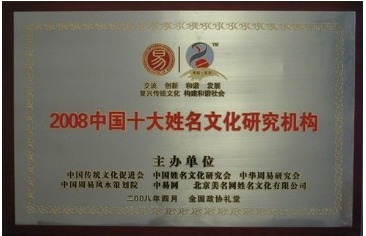 易
TM
交流 创新 和谐 发展
复兴传统文化 构建和谐社会
2008中国十大姓名文化研究机构
主办单位
中国传统文化促进会 中国姓名文化研究会 中华周易研究会
中国周易风水策划院 中易网 北京美名网姓名文化有限公司
二〇〇八年四月 全国政协礼堂